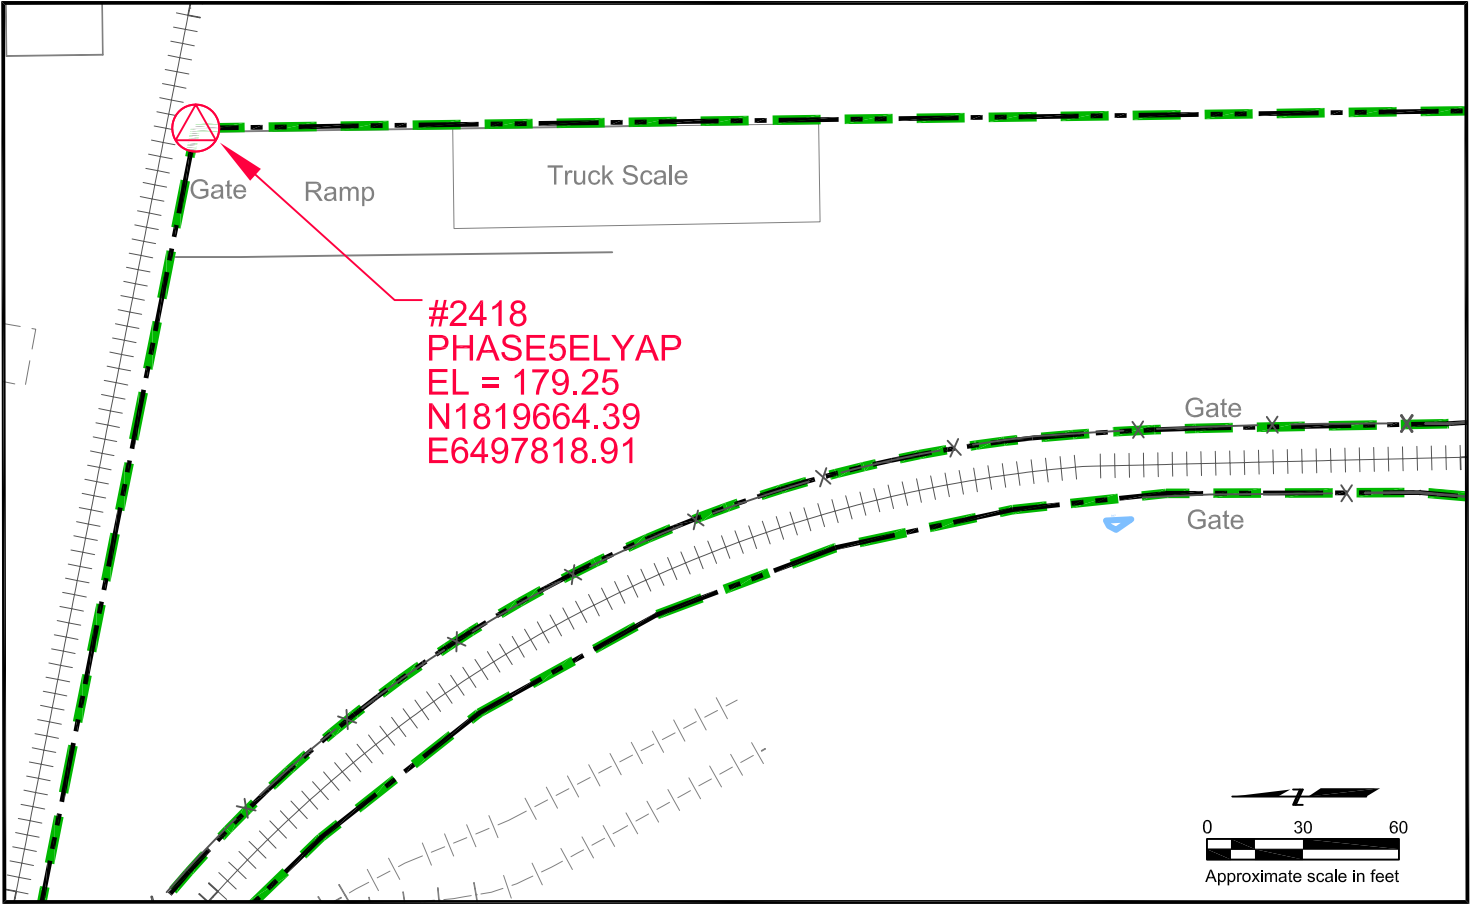 Gate
Ramp
Truck Scale
#2418
PHASE5ELYAP
EL = 179.25
N1819664.39
E6497818.91
Gate
Gate
Z
0 30 60
Approximate scale in feet